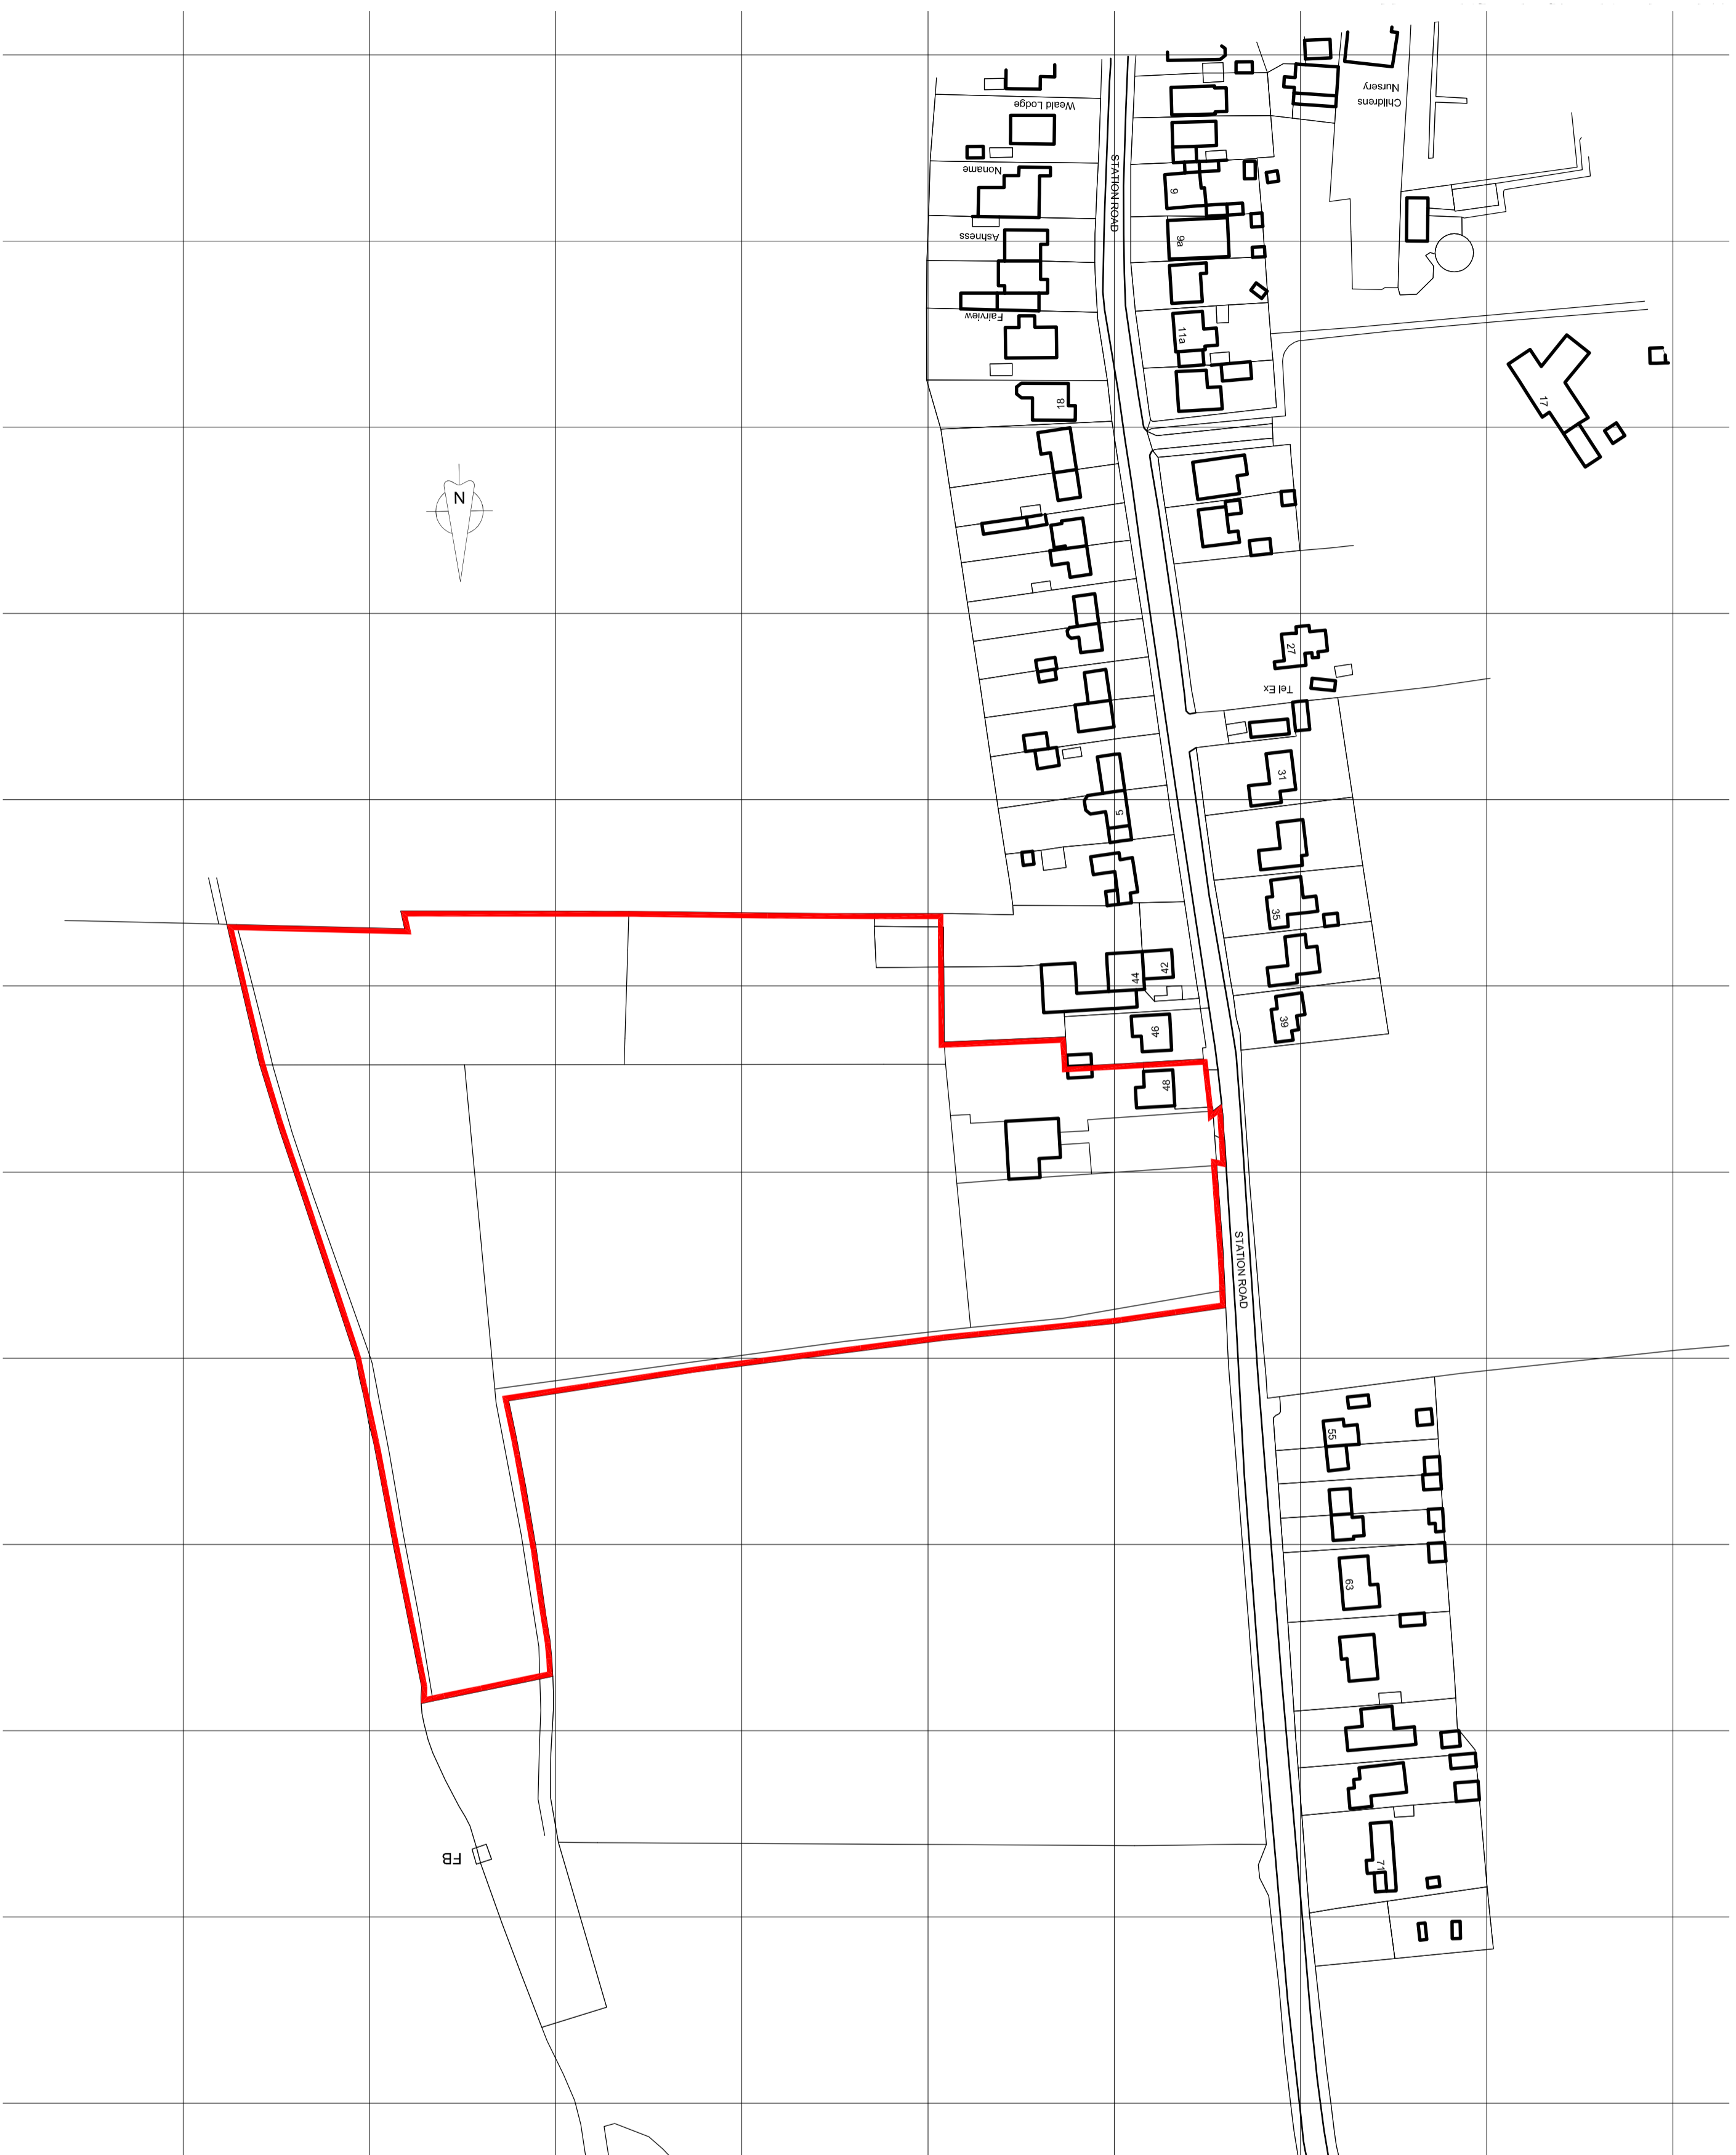 Childrens
Nursery
Weald Lodge
STATION ROAD
Noname
9
Ashness
9a
Fairview
11a
17
18
N
27
Tel Ex
31
5
35
42
44
39
46
48
STATION ROAD
55
63
FB
71